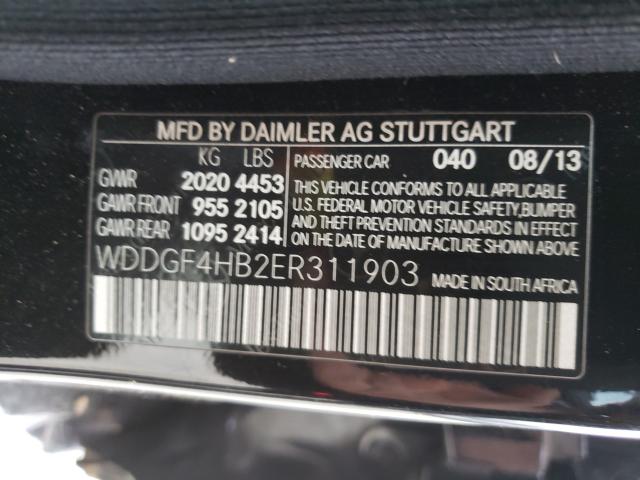 MFD BY DAIMLER AG STUTTGART
KG LBS
GVWR 2020 4453
GAWR FRONT 955 2105
GAWR REAR 1095 2414
PASSENGER CAR 040 08/13
THIS VEHICLE CONFORMS TO ALL APPLICABLE
U.S. FEDERAL MOTOR VEHICLE SAFETY,BUMPER
AND THEFT PREVENTION STANDARDS IN EFFECT
ON THE DATE OF MANUFACTURE SHOWN ABOVE
WDDGF4HB2ER311903 MADE IN SOUTH AFRICA